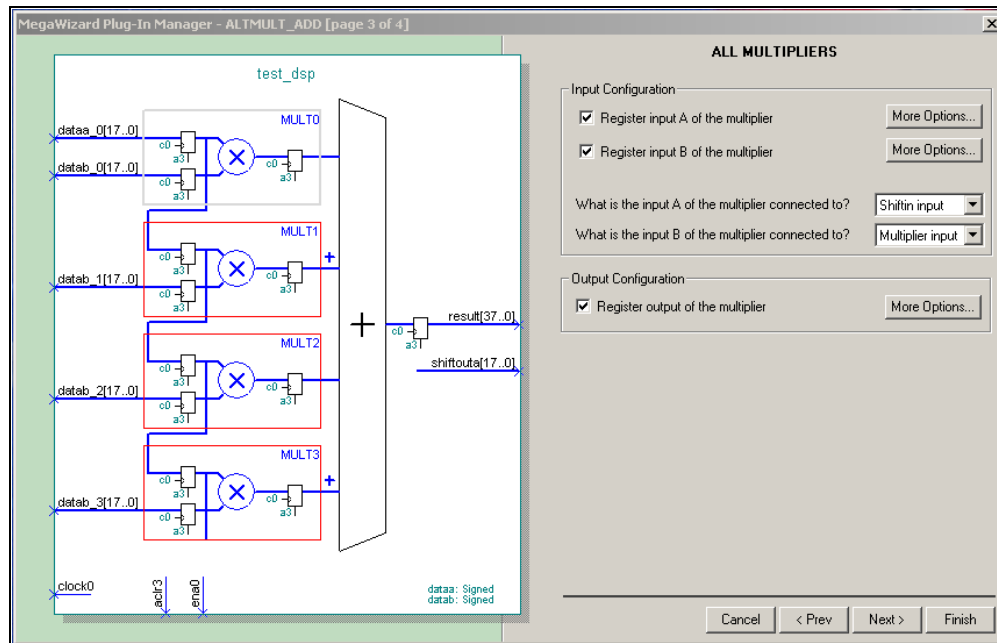 MegaWizard Plug-In Manager - ALTMULT_ADD [page 3 of 4]
test_dsp
dataa_0[17..0]
datab_0[17..0]
MULT0
c0
a3
c0
a3
c0
a3
datab_1[17..0]
MULT1
c0
a3
c0
a3
c0
a3
+
datab_2[17..0]
MULT2
c0
a3
c0
a3
c0
a3
datab_3[17..0]
MULT3
c0
a3
c0
a3
c0
a3
+
+
c0
a3
result[37..0]
shiftouta[17..0]
clock0
aclr3
ena0
dataa: Signed
datab: Signed
ALL MULTIPLIERS
Input Configuration
Register input A of the multiplier
More Options...
Register input B of the multiplier
More Options...
What is the input A of the multiplier connected to?
Shiftin input
What is the input B of the multiplier connected to?
Multiplier input
Output Configuration
Register output of the multiplier
More Options...
Cancel
< Prev
Next >
Finish